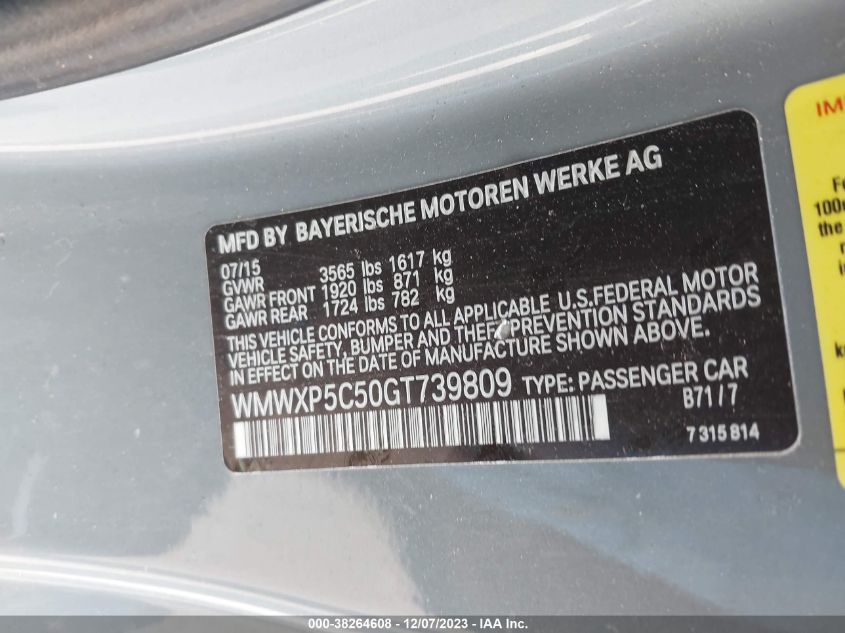 MFD BY BAYERISCHE MOTOREN WERKE AG
07/15
GVWR 3565 lbs 1617 kg
GAWR FRONT 1920 lbs 871 kg
GAWR REAR 1724 lbs 782 kg
THIS VEHICLE CONFORMS TO ALL APPLICABLE U.S.FEDERAL MOTOR
VEHICLE SAFETY, BUMPER AND THEFT PREVENTION STANDARDS
IN EFFECT ON THE DATE OF MANUFACTURE SHOWN ABOVE.
WMWXP5C50GT739809 TYPE: PASSENGER CAR
B71/7
7315814
the
000-38264608 - 12/07/2023 - IAA Inc.